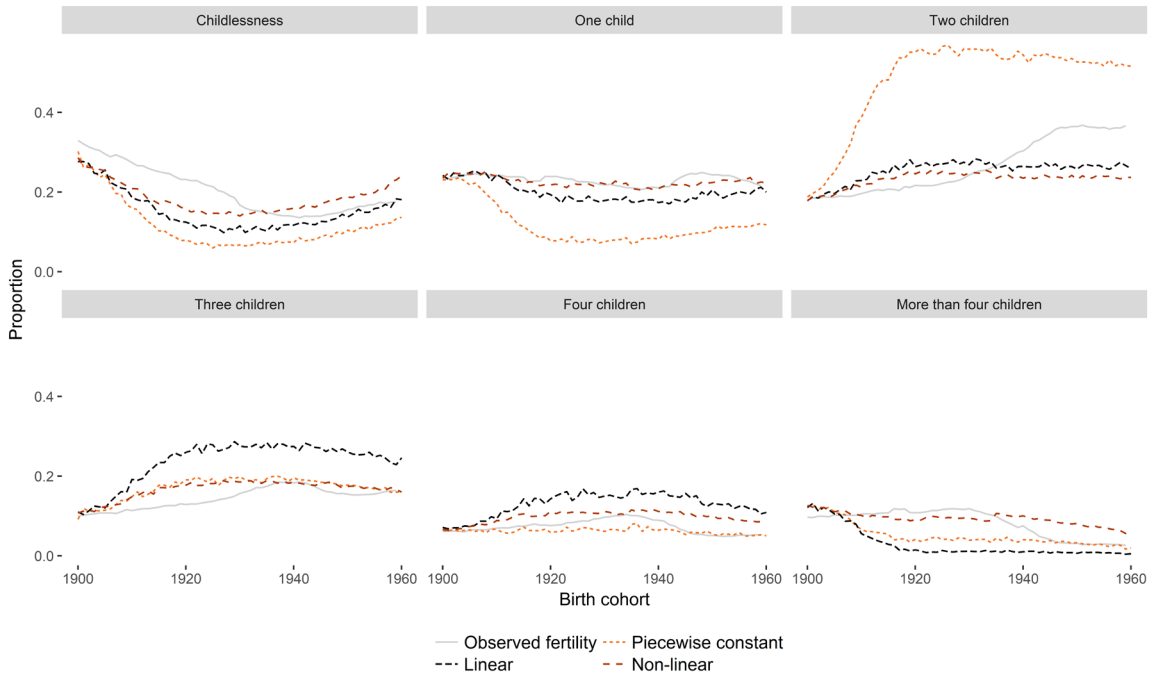 Childlessness One child Two children
0.4
0.2
0.0
Proportion
Three children Four children More than four children
0.4
0.2
0.0
1900 1920 1940 1960 1900 1920 1940 1960 1900 1920 1940 1960
Birth cohort
Observed fertility Piecewise constant
Linear Non-linear